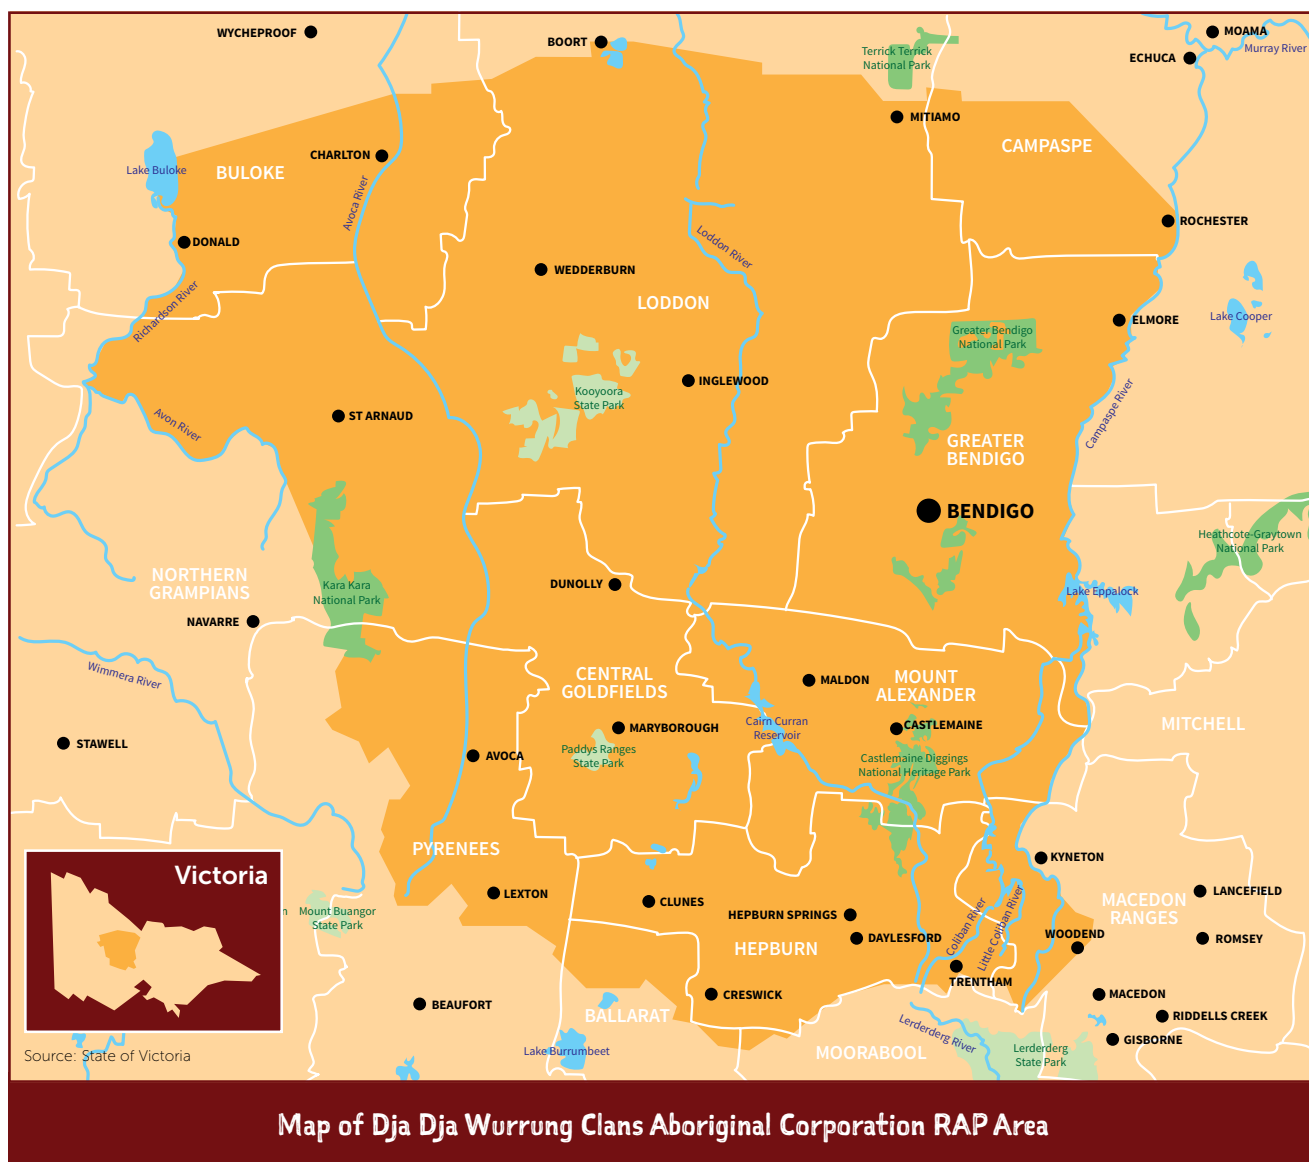 WYCHEPROOF
BOORT
MOAMA
Murray River
ECHUCA
Terrick Terrick
National Park
MITIAMO
CAMPASPE
CHARLTON
Lake Buloke
BULOKE
Avoca River
ROCHESTER
DONALD
Loddon River
WEDDERBURN
LODDON
Richardson River
ELMORE
Lake Cooper
Greater Bendigo
National Park
INGLEWOOD
Kooyoora
State Park
ST ARNAUD
Avon River
Campaspe River
GREATER
BENDIGO
BENDIGO
Heathcote-Graytown
National Park
NORTHERN
GRAMPIANS
Kara Kara
National Park
DUNOLLY
Lake Eppalock
NAVARRE
Wimmera River
CENTRAL
GOLDFIELDS
MALDON
MOUNT
ALEXANDER
MITCHELL
STAWELL
MARYBOROUGH
Cairn Curran
Reservoir
CASTLEMAINE
AVOCA
Paddys Ranges
State Park
Castlemaine Diggings
National Heritage Park
PYRENEES
KYNETON
Victoria
LEXTON
CLUNES
LANCEFIELD
MACEDON
RANGES
n
Mount Buangor
State Park
HEPBURN SPRINGS
Coliban River
Little Coliban River
WOODEND
ROMSEY
DAYLESFORD
HEPBURN
TRENTHAM
CRESWICK
MACEDON
BEAUFORT
BALLARAT
RIDDELLS CREEK
Lerderderg River
GISBORNE
Lake Burrumbeet
MOORABOOL
Lerderderg
State Park
Source: State of Victoria
Map of Dja Dja Wurrung Clans Aboriginal Corporation RAP Area